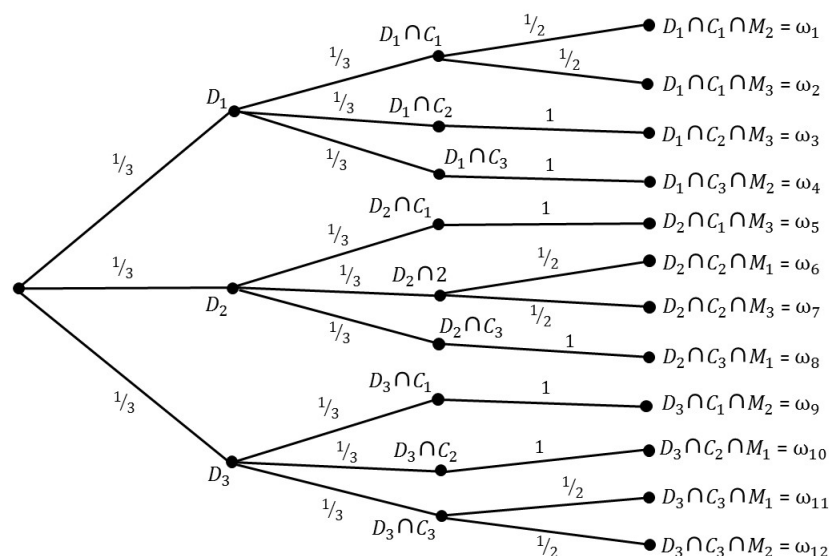 1/2
D₁∩C₁∩M₂ = ω₁
D₁∩C₁
1/3
1/2
D₁∩C₁∩M₃ = ω₂
D₁
1/3
D₁∩C₂
1
D₁∩C₂∩M₃ = ω₃
1/3
1/3
D₁∩C₃
1
D₁∩C₃∩M₂ = ω₄
D₂∩C₁
1
D₂∩C₁∩M₃ = ω₅
1/3
1/2
D₂∩C₂∩M₁ = ω₆
1/3
1/3
D₂∩2
D₂
1/2
D₂∩C₂∩M₃ = ω₇
1/3
D₂∩C₃
1
D₂∩C₃∩M₁ = ω₈
D₃∩C₁
1
D₃∩C₁∩M₂ = ω₉
1/3
1/3
1/3
D₃∩C₂
1
D₃∩C₂∩M₁ = ω₁₀
D₃
1/2
D₃∩C₃∩M₁ = ω₁₁
1/3
D₃∩C₃
1/2
D₃∩C₃∩M₂ = ω₁₂